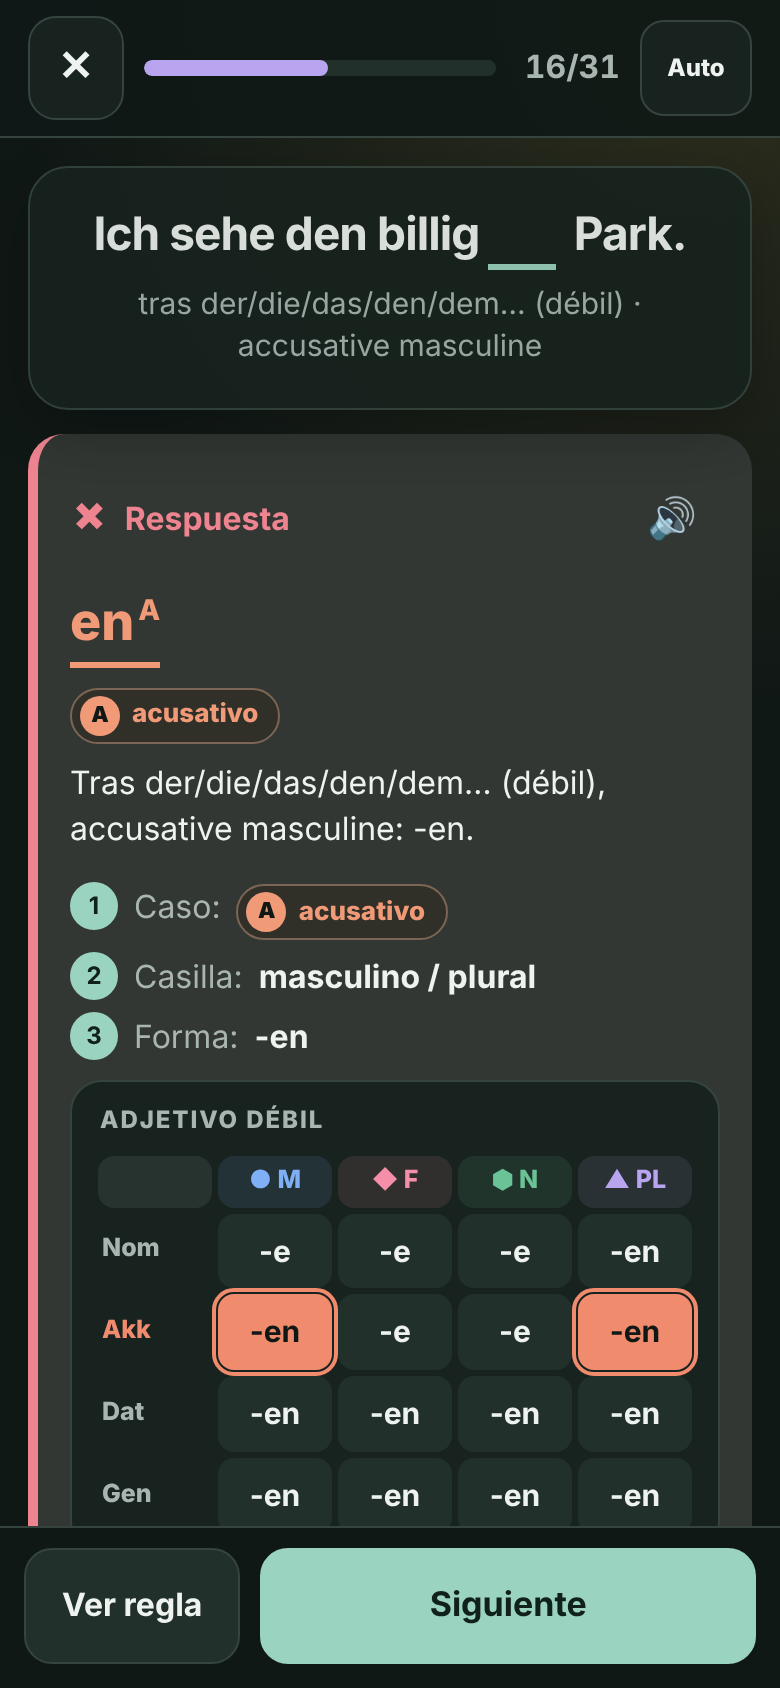 ✕ 16/31 Auto
Ich sehe den billig___ Park.
tras der/die/das/den/dem... (débil) ·
accusative masculine
✖ Respuesta
en A
A acusativo
Tras der/die/das/den/dem... (débil),
accusative masculine: -en.
1 Caso: A acusativo
2 Casilla: masculino / plural
3 Forma: -en
ADJETIVO DÉBIL
M F N PL
Nom -e -e -e -en
Akk -en -e -e -en
Dat -en -en -en -en
Gen -en -en -en -en
Ver regla Siguiente